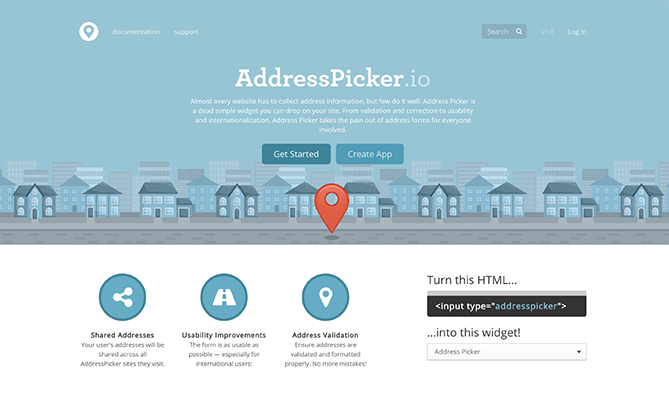 documentation support Search v1.0 Log in
AddressPicker.io
Almost every website has to collect address information, but few do it well. Address Picker is
a dead simple widget you can drop on your site. From validation and correction to usability
and internationalization, Address Picker takes the pain out of address forms for everyone
involved.
Get Started Create App
Shared Addresses
Your user's addresses will be
shared across all
AddressPicker sites they visit.
Usability Improvements
The form is as usable as
possible — especially for
international users!
Address Validation
Ensure addresses are
validated and formatted
properly. No more mistakes!
Turn this HTML...
<input type="addresspicker">
...into this widget!
Address Picker